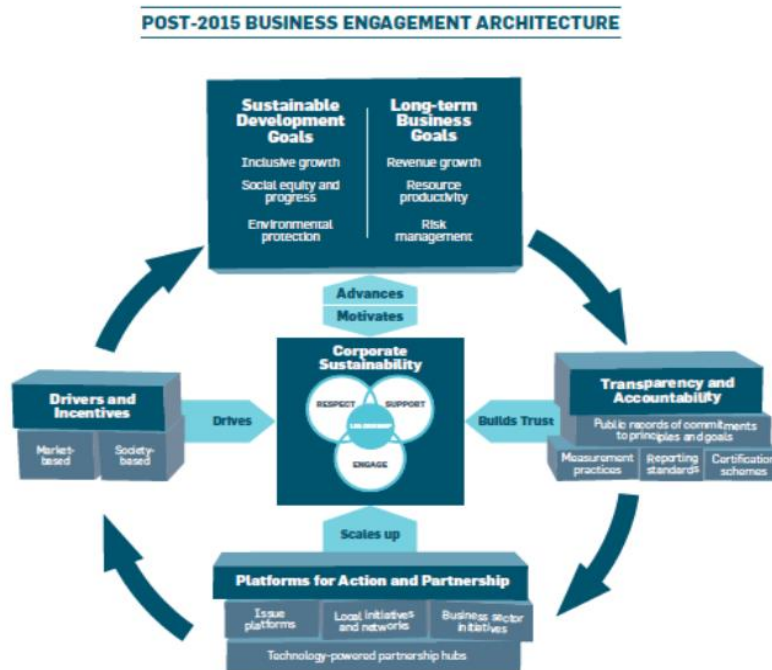 POST-2015 BUSINESS ENGAGEMENT ARCHITECTURE
Sustainable
Development
Goals
Inclusive growth
Social equity and
progress
Environmental
protection
Long-term
Business
Goals
Revenue growth
Resource
productivity
Risk
management
Advances
Motivates
Corporate
Sustainability
RESPECT
SUPPORT
LEADERSHIP
ENGAGE
Drivers and
Incentives
Market-
based
Society-
based
Drives
Builds Trust
Transparency and
Accountability
Public records of commitments
to principles and goals
Measurement
practices
Reporting
standards
Certification
schemes
Scales up
Platforms for Action and Partnership
Issue
platforms
Local initiatives
and networks
Business sector
initiatives
Technology-powered partnership hubs